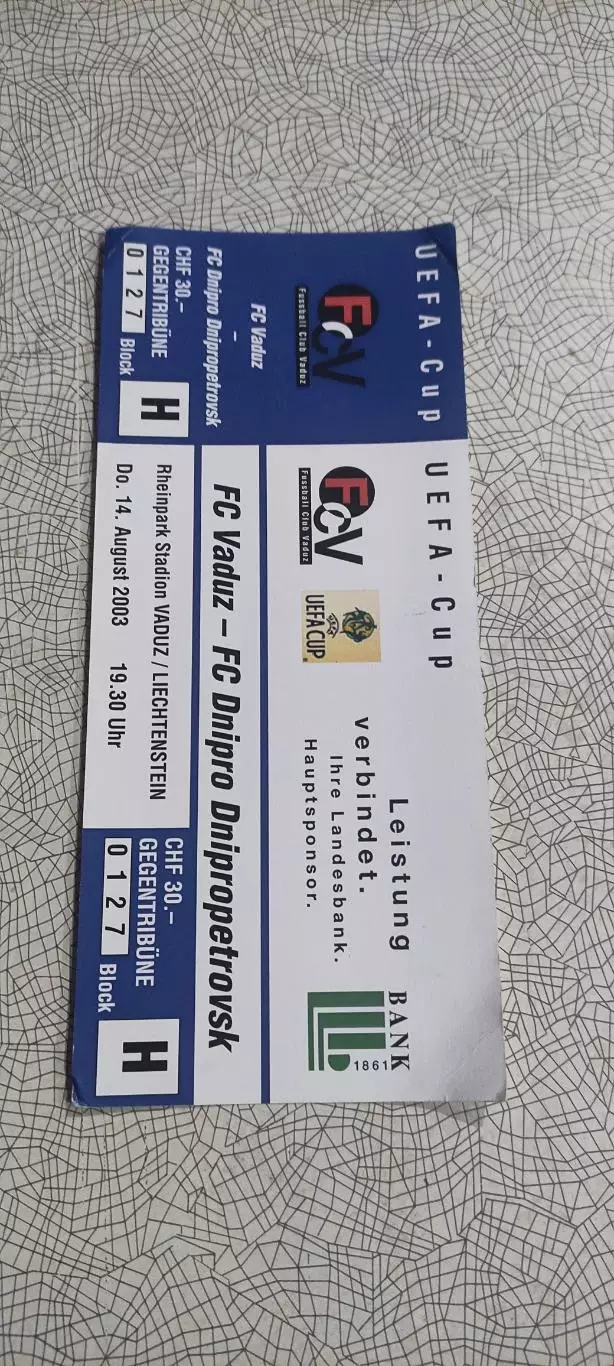 UEFA-Cup
FCV
Fussball Club Vaduz
FC Vaduz
–
FC Dnipro Dnipropetrovsk
CHF 30.–
GEGENTRIBÜNE
0127 Block H
UEFA-Cup
FCV
Fussball Club Vaduz
UEFA CUP
Leistung
verbindet.
Ihre Landesbank.
Hauptsponsor.
BANK
1861
FC Vaduz – FC Dnipro Dnipropetrovsk
Rheinpark Stadion VADUZ / LIECHTENSTEIN
Do. 14. August 2003 19.30 Uhr
CHF 30.–
GEGENTRIBÜNE
0127 Block H